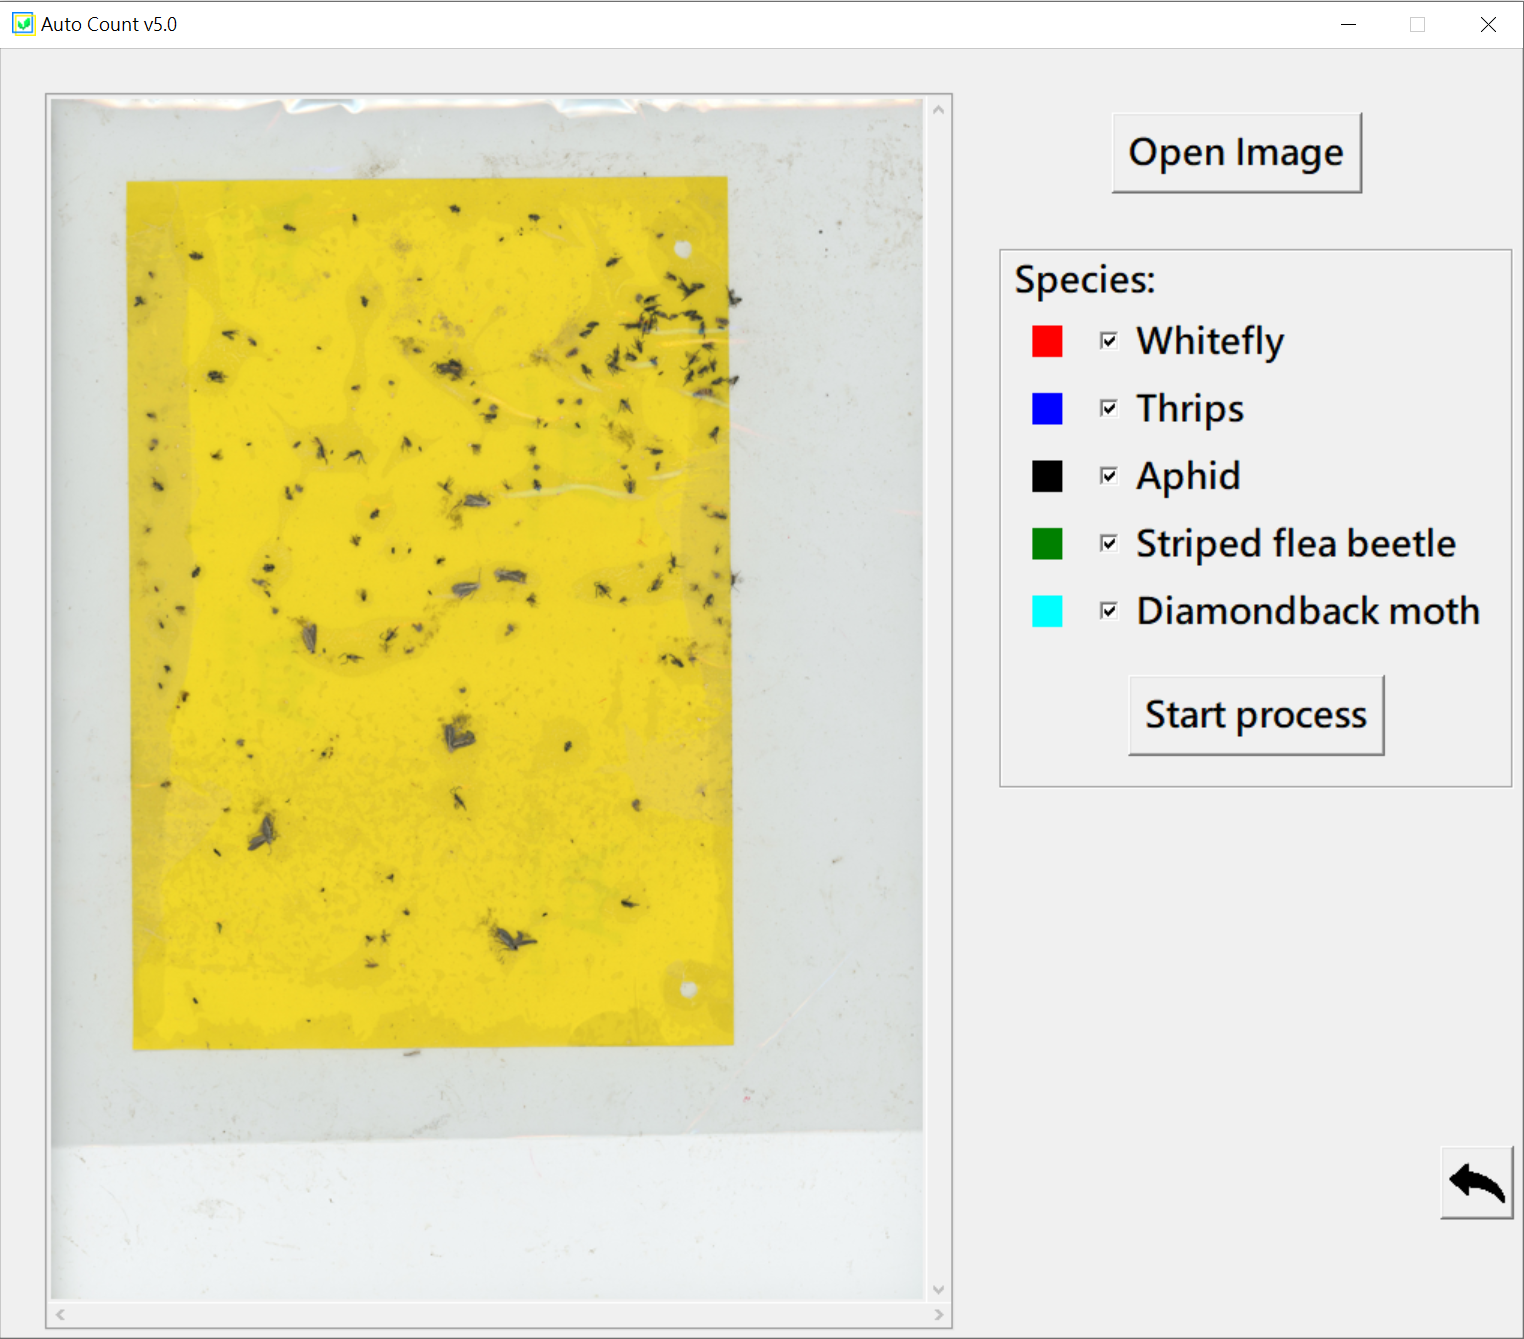 Auto Count v5.0
Open Image
Species:
Whitefly
Thrips
Aphid
Striped flea beetle
Diamondback moth
Start process